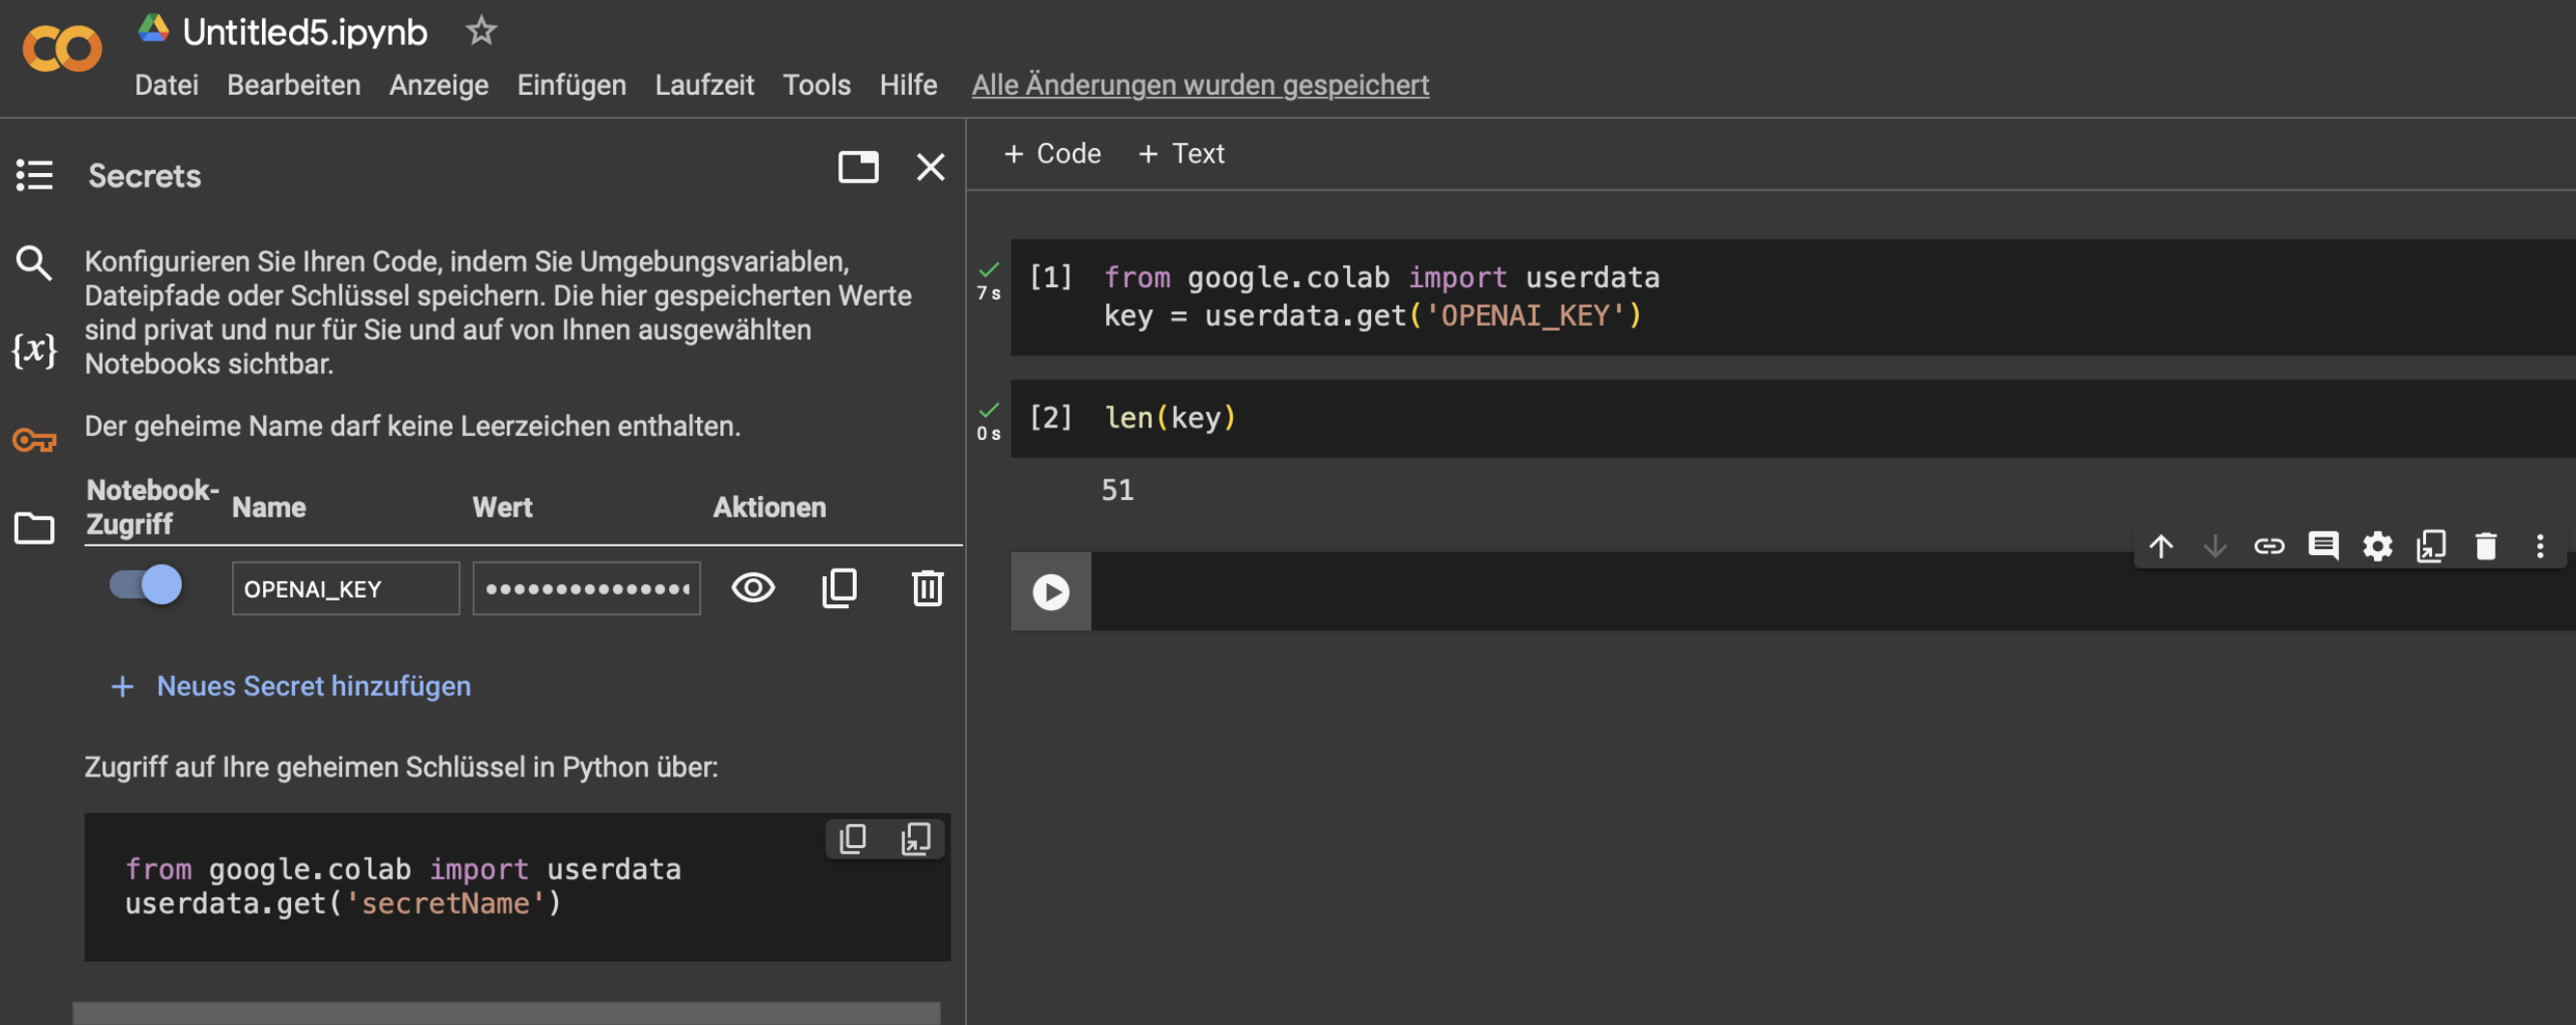 Untitled5.ipynb
Datei Bearbeiten Anzeige Einfügen Laufzeit Tools Hilfe Alle Änderungen wurden gespeichert
Secrets
Konfigurieren Sie Ihren Code, indem Sie Umgebungsvariablen,
Dateipfade oder Schlüssel speichern. Die hier gespeicherten Werte
sind privat und nur für Sie und auf von Ihnen ausgewählten
Notebooks sichtbar.
Der geheime Name darf keine Leerzeichen enthalten.
Notebook-
Zugriff Name Wert Aktionen
OPENAI_KEY ••••••••••••••
+ Neues Secret hinzufügen
Zugriff auf Ihre geheimen Schlüssel in Python über:
from google.colab import userdata
userdata.get('secretName')
+ Code + Text
[1] from google.colab import userdata
7 s
key = userdata.get('OPENAI_KEY')
[2] len(key)
0 s
51